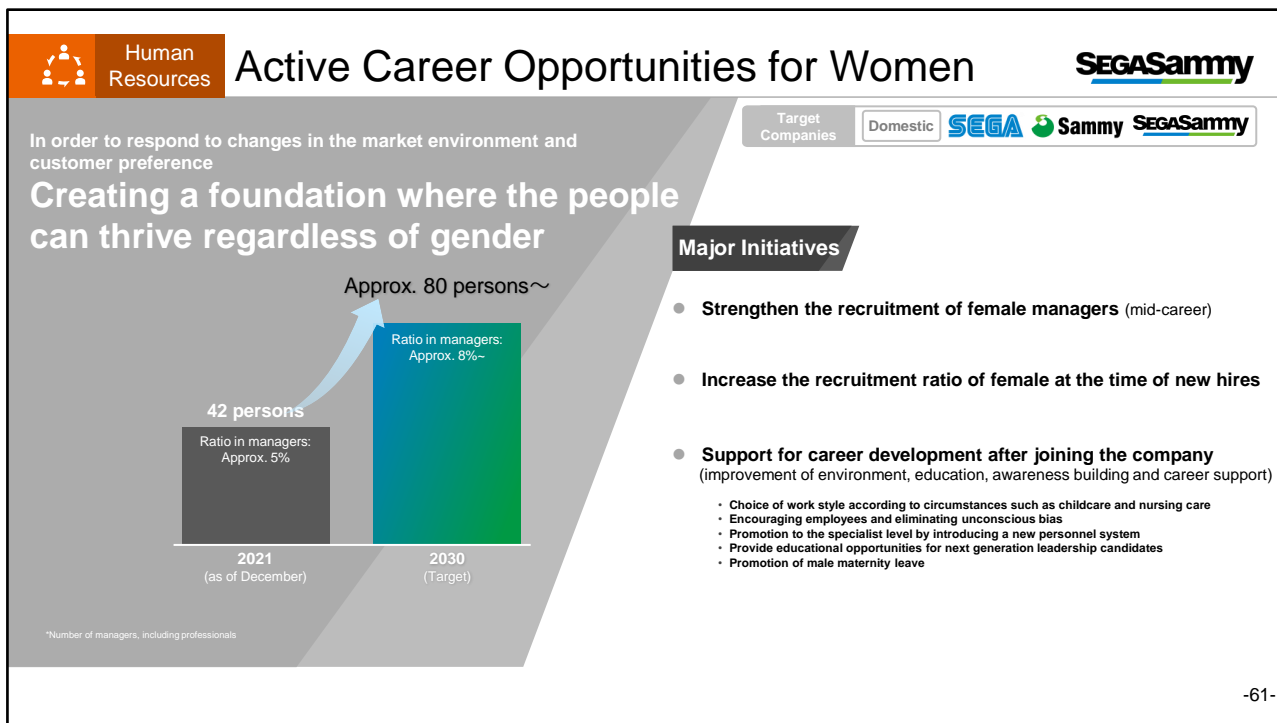 Human
Resources
Active Career Opportunities for Women
SEGASammy
Target
Companies
Domestic
SEGA
Sammy
SEGASammy
In order to respond to changes in the market environment and
customer preference
Creating a foundation where the people
can thrive regardless of gender
Approx. 80 persons～
Ratio in managers:
Approx. 8%~
42 persons
Ratio in managers:
Approx. 5%
2021
(as of December)
2030
(Target)
*Number of managers, including professionals
Major Initiatives
● Strengthen the recruitment of female managers (mid-career)
● Increase the recruitment ratio of female at the time of new hires
● Support for career development after joining the company
(improvement of environment, education, awareness building and career support)
・Choice of work style according to circumstances such as childcare and nursing care
・Encouraging employees and eliminating unconscious bias
・Promotion to the specialist level by introducing a new personnel system
・Provide educational opportunities for next generation leadership candidates
・Promotion of male maternity leave
-61-